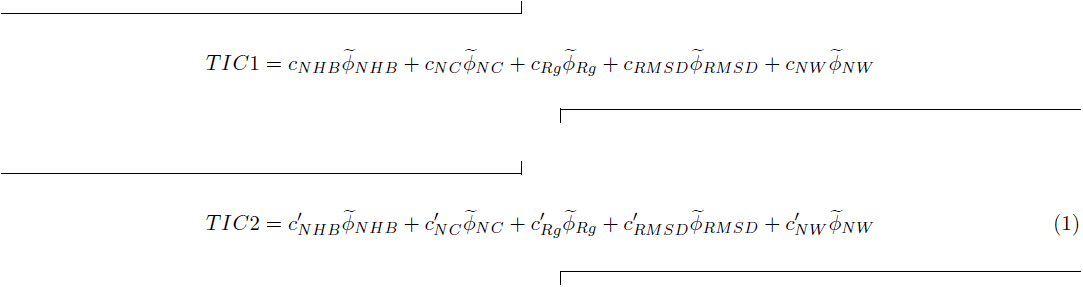 TIC1 = c_{NHB}\widetilde{\phi}_{NHB} + c_{NC}\widetilde{\phi}_{NC} + c_{Rg}\widetilde{\phi}_{Rg} + c_{RMSD}\widetilde{\phi}_{RMSD} + c_{NW}\widetilde{\phi}_{NW}
TIC2 = c'_{NHB}\widetilde{\phi}_{NHB} + c'_{NC}\widetilde{\phi}_{NC} + c'_{Rg}\widetilde{\phi}_{Rg} + c'_{RMSD}\widetilde{\phi}_{RMSD} + c'_{NW}\widetilde{\phi}_{NW} (1)